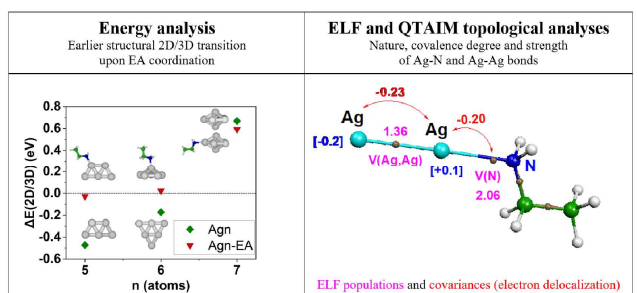 Energy analysis
Earlier structural 2D/3D transition
upon EA coordination
ELF and QTAIM topological analyses
Nature, covalence degree and strength
of Ag-N and Ag-Ag bonds
ΔE(2D/3D) (eV)
0.8
0.6
0.4
0.2
0.0
-0.2
-0.4
-0.6
5
6
7
n (atoms)
Agn
Agn-EA
-0.23
Ag
Ag
-0.20
1.36
[-0.2]
V(Ag,Ag)
[+0.1]
N
V(N)
2.06
ELF populations and covariances (electron delocalization)